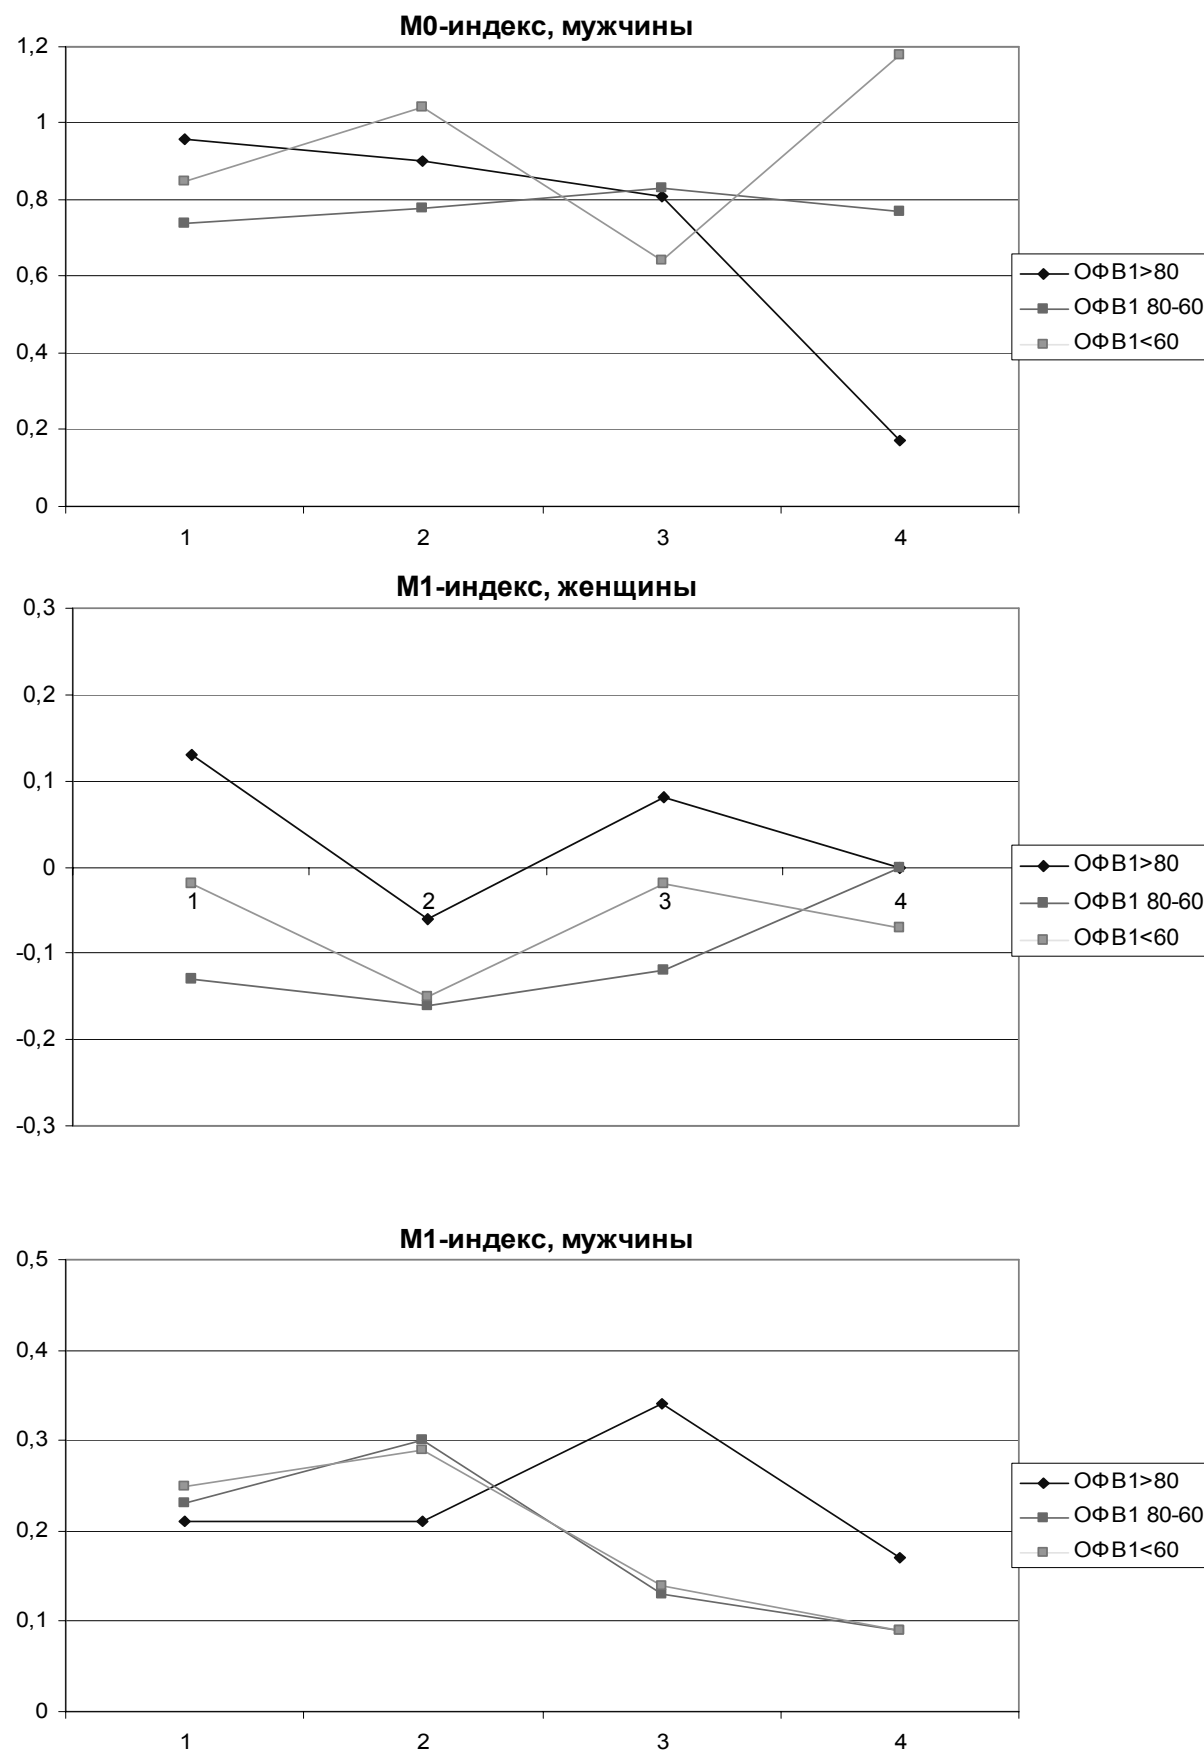 М0-индекс, мужчины
1,2
1
0,8
0,6
0,4
0,2
0
1 2 3 4
ОФВ1>80
ОФВ1 80-60
ОФВ1<60
М1-индекс, женщины
0,3
0,2
0,1
0
-0,1
-0,2
-0,3
1 2 3 4
ОФВ1>80
ОФВ1 80-60
ОФВ1<60
М1-индекс, мужчины
0,5
0,4
0,3
0,2
0,1
0
1 2 3 4
ОФВ1>80
ОФВ1 80-60
ОФВ1<60